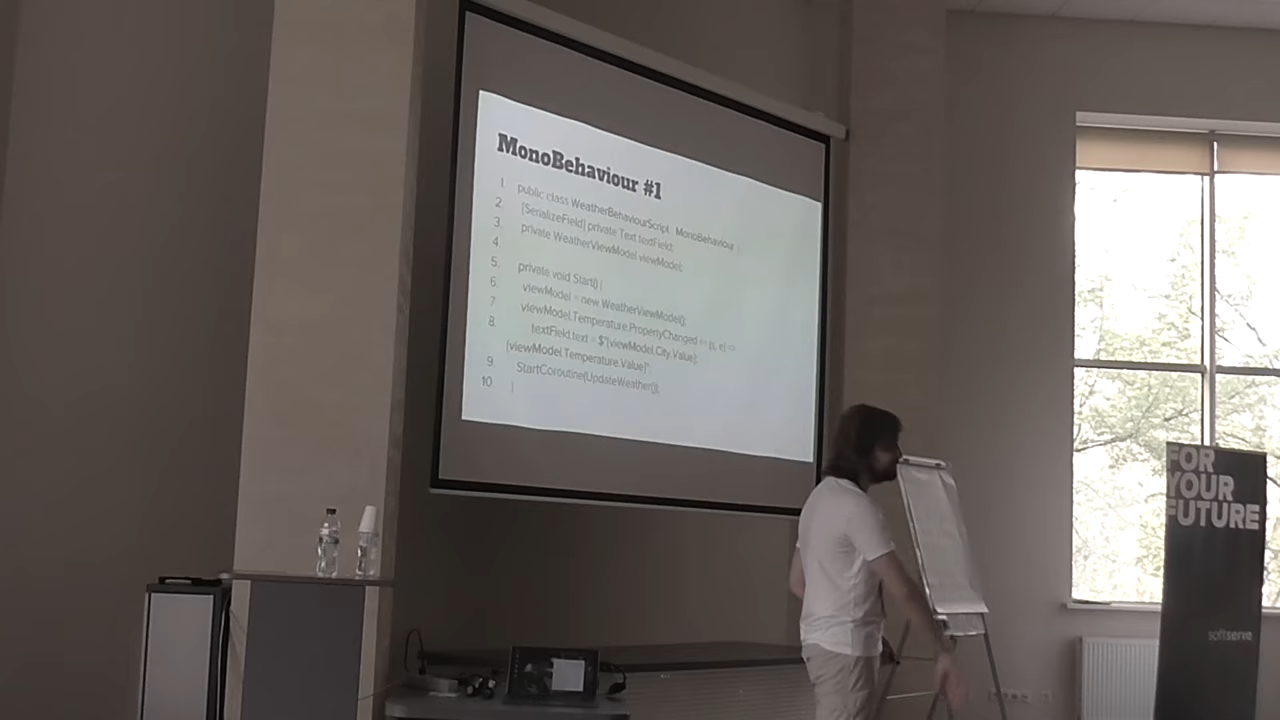 MonoBehaviour #1
1. public class WeatherBehaviourScript : MonoBehaviour {
2. [SerializeField] private Text textField;
3. private WeatherViewModel viewModel;
4.
5. private void Start() {
6. viewModel = new WeatherViewModel();
7. viewModel.Temperature.PropertyChanged += (s, e) =>
8. textField.text = $"{viewModel.City.Value}:
{viewModel.Temperature.Value}";
9. StartCoroutine(UpdateWeather());
10. }
FOR
YOUR
FUTURE
softserve